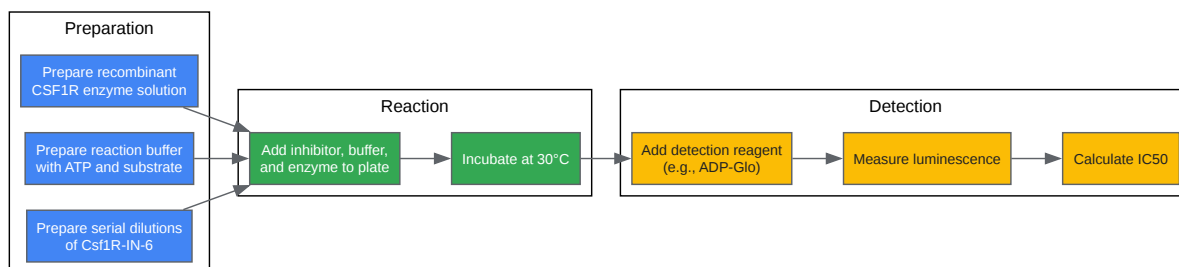 Preparation
Prepare recombinant
CSF1R enzyme solution
Prepare reaction buffer
with ATP and substrate
Prepare serial dilutions
of Csf1R-IN-6
Reaction
Add inhibitor, buffer,
and enzyme to plate
Incubate at 30°C
Detection
Add detection reagent
(e.g., ADP-Glo)
Measure luminescence
Calculate IC50